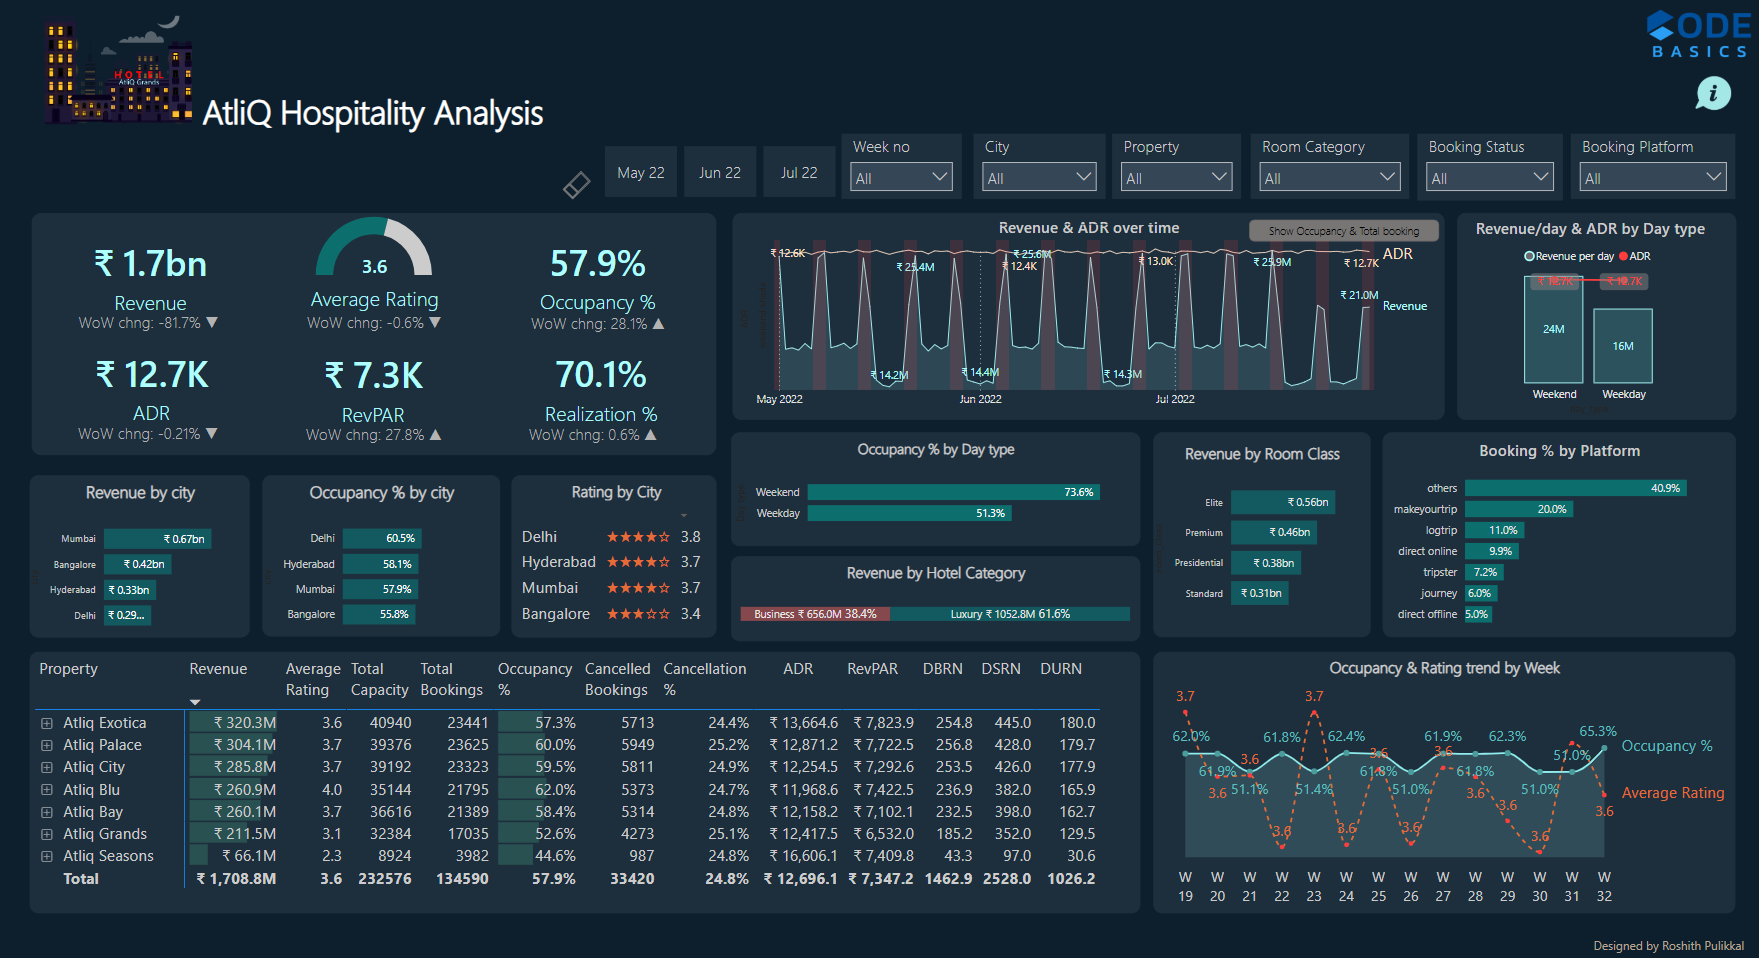 CODE
BASICS
HOTEL
AtliQ Grands
AtliQ Hospitality Analysis
i
May 22
Jun 22
Jul 22
Week no
All
City
All
Property
All
Room Category
All
Booking Status
All
Booking Platform
All
₹ 1.7bn
Revenue
WoW chng: -81.7% ▼
3.6
Average Rating
WoW chng: -0.6% ▼
57.9%
Occupancy %
WoW chng: 28.1% ▲
₹ 12.7K
ADR
WoW chng: -0.21% ▼
₹ 7.3K
RevPAR
WoW chng: 27.8% ▲
70.1%
Realization %
WoW chng: 0.6% ▲
Revenue & ADR over time
Show Occupancy & Total booking
₹ 12.6K
₹ 25.4M
₹ 25.6M
₹ 12.4K
₹ 13.0K
₹ 25.9M
₹ 12.7K
ADR
₹ 21.0M
Revenue
₹ 14.2M
₹ 14.4M
₹ 14.3M
May 2022
Jun 2022
Jul 2022
Revenue/day & ADR by Day type
Revenue per day
ADR
24M
16M
Weekend
Weekday
Revenue by city
Mumbai ₹ 0.67bn
Bangalore ₹ 0.42bn
Hyderabad ₹ 0.33bn
Delhi ₹ 0.29...
Occupancy % by city
Delhi 60.5%
Hyderabad 58.1%
Mumbai 57.9%
Bangalore 55.8%
Rating by City
Delhi ★★★★☆ 3.8
Hyderabad ★★★★☆ 3.7
Mumbai ★★★★☆ 3.7
Bangalore ★★★☆☆ 3.4
Occupancy % by Day type
Weekend 73.6%
Weekday 51.3%
Revenue by Hotel Category
Business ₹ 656.0M 38.4%
Luxury ₹ 1052.8M 61.6%
Revenue by Room Class
Elite ₹ 0.56bn
Premium ₹ 0.46bn
Presidential ₹ 0.38bn
Standard ₹ 0.31bn
Booking % by Platform
others 40.9%
makeyourtrip 20.0%
logtrip 11.0%
direct online 9.9%
tripster 7.2%
journey 6.0%
direct offline 5.0%
Property Revenue Average Rating Total Capacity Total Bookings Occupancy % Cancelled Bookings Cancellation % ADR RevPAR DBRN DSRN DURN
Atliq Exotica ₹ 320.3M 3.6 40940 23441 57.3% 5713 24.4% ₹ 13,664.6 ₹ 7,823.9 254.8 445.0 180.0
Atliq Palace ₹ 304.1M 3.7 39376 23625 60.0% 5949 25.2% ₹ 12,871.2 ₹ 7,722.5 256.8 428.0 179.7
Atliq City ₹ 285.8M 3.7 39192 23323 59.5% 5811 24.9% ₹ 12,254.5 ₹ 7,292.6 253.5 426.0 177.9
Atliq Blu ₹ 260.9M 4.0 35144 21795 62.0% 5373 24.7% ₹ 11,968.6 ₹ 7,422.5 236.9 382.0 165.9
Atliq Bay ₹ 260.1M 3.7 36616 21389 58.4% 5314 24.8% ₹ 12,158.2 ₹ 7,102.1 232.5 398.0 162.7
Atliq Grands ₹ 211.5M 3.1 32384 17035 52.6% 4273 25.1% ₹ 12,417.5 ₹ 6,532.0 185.2 352.0 129.5
Atliq Seasons ₹ 66.1M 2.3 8924 3982 44.6% 987 24.8% ₹ 16,606.1 ₹ 7,409.8 43.3 97.0 30.6
Total ₹ 1,708.8M 3.6 232576 134590 57.9% 33420 24.8% ₹ 12,696.1 ₹ 7,347.2 1462.9 2528.0 1026.2
Occupancy & Rating trend by Week
3.7
3.7
62.0%
61.8%
62.4%
61.9%
62.3%
65.3%
Occupancy %
3.6
3.6
3.6
51.0%
61.9%
51.1%
51.4%
61.8%
51.0%
61.8%
51.0%
3.6
3.6
3.6
3.6
Average Rating
3.6
3.6
3.6
3.6
W 19
W 20
W 21
W 22
W 23
W 24
W 25
W 26
W 27
W 28
W 29
W 30
W 31
W 32
Designed by Roshith Pulikkal